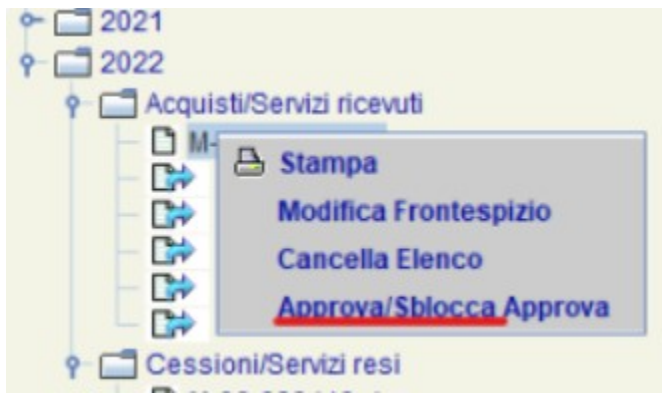 2021
2022
Acquisti/Servizi ricevuti
M-
Stampa
Modifica Frontespizio
Cancella Elenco
Approva/Sblocca Approva
Cessioni/Servizi resi